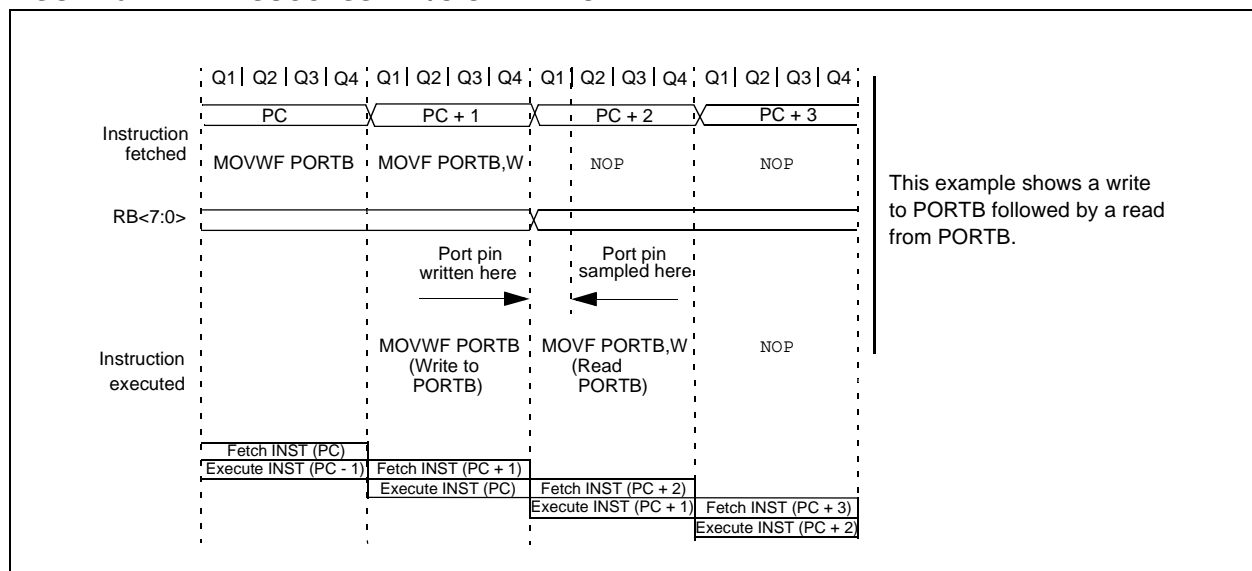 Q1 Q2 Q3 Q4 Q1 Q2 Q3 Q4 Q1 Q2 Q3 Q4 Q1 Q2 Q3 Q4
PC PC + 1 PC + 2 PC + 3
Instruction
fetched
MOVWF PORTB MOVF PORTB,W NOP NOP
This example shows a write
to PORTB followed by a read
from PORTB.
RB<7:0>
Port pin
written here
Port pin
sampled here
Instruction
executed
MOVWF PORTB
(Write to
PORTB)
MOVF PORTB,W
(Read
PORTB)
NOP
Fetch INST (PC)
Execute INST (PC - 1) Fetch INST (PC + 1)
Execute INST (PC) Fetch INST (PC + 2)
Execute INST (PC + 1) Fetch INST (PC + 3)
Execute INST (PC + 2)